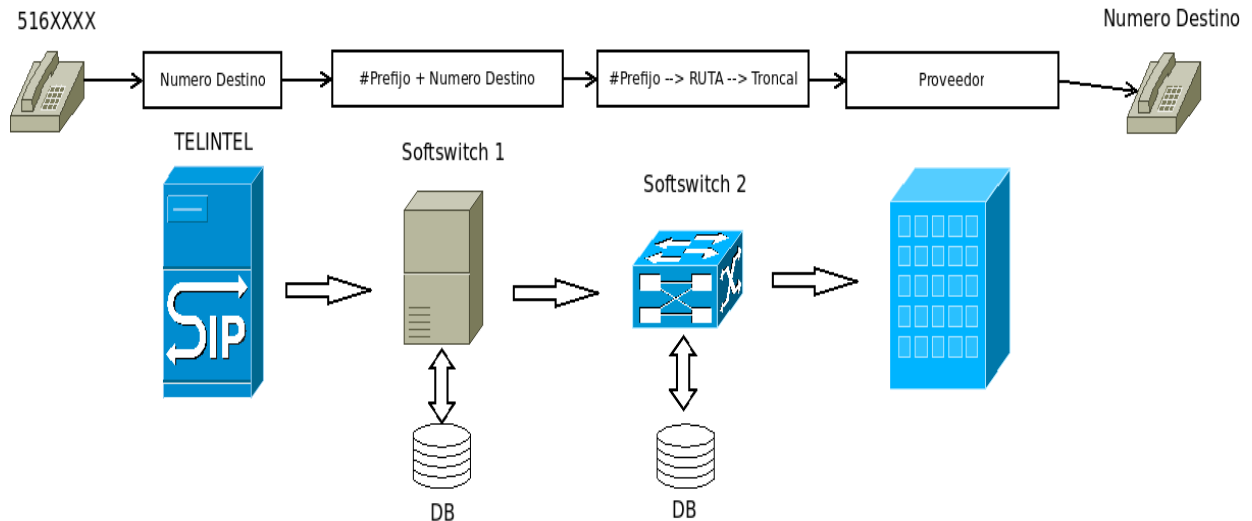 516XXXX
Numero Destino
Numero Destino
#Prefijo + Numero Destino
#Prefijo --> RUTA --> Troncal
Proveedor
TELINTEL
Softswitch 1
Softswitch 2
SIP
DB
DB